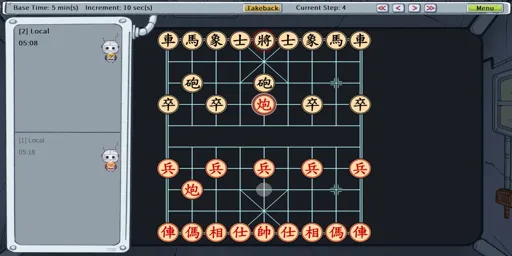 Base Time: 5 min(s) Increment: 10 sec(s) Takeback Current Step: 4 Menu
[2] Local
05:08
[1] Local
05:18
車 馬 象 士 將 士 象 馬 車
砲 砲
卒 卒 炮 卒 卒
兵 兵 兵 兵 兵
炮
俥 傌 相 仕 帥 仕 相 傌 俥